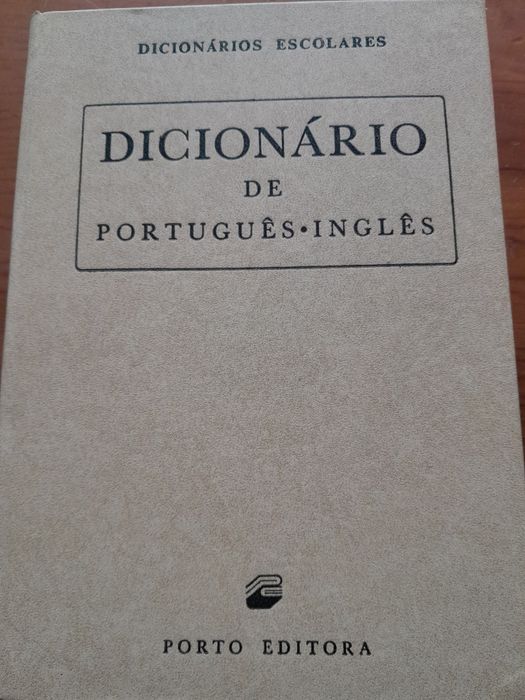 DICIONÁRIOS ESCOLARES
DICIONÁRIO
DE
PORTUGUÊS•INGLÊS
PORTO EDITORA